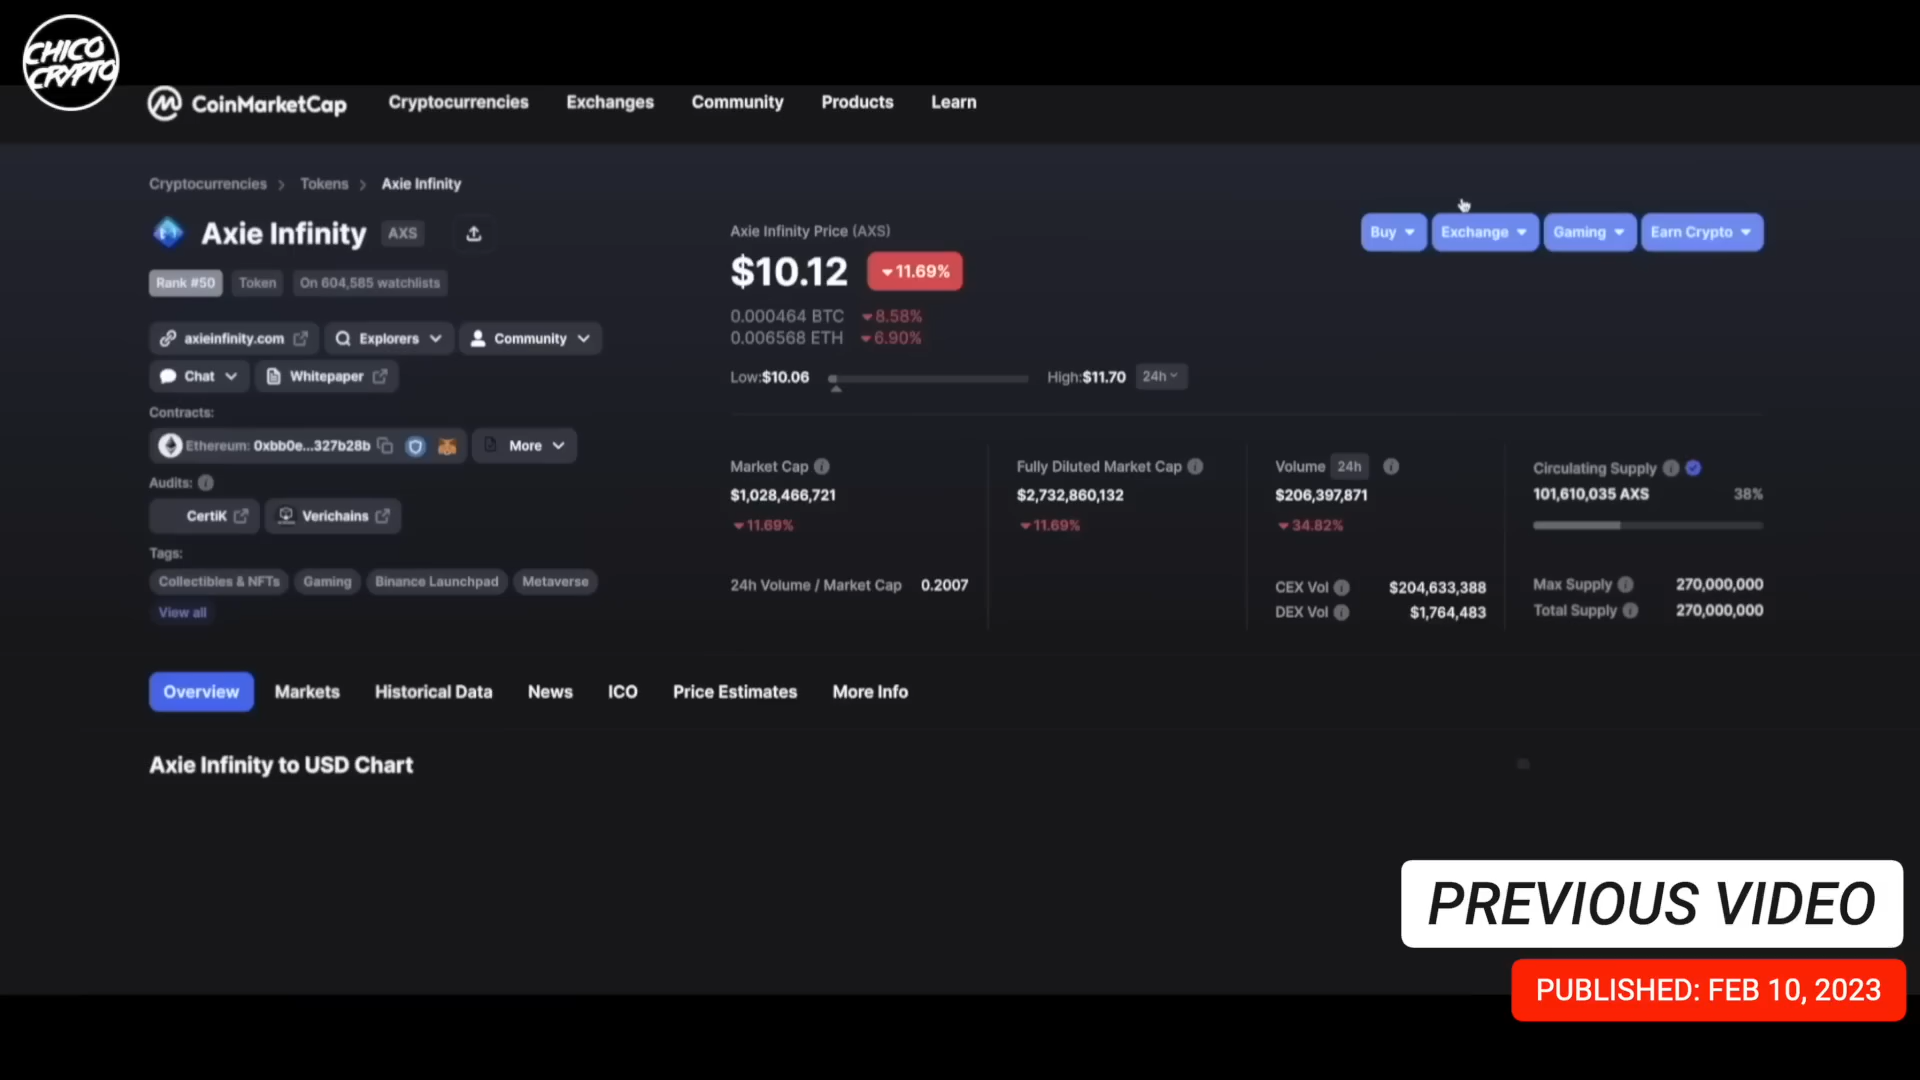 CHICO
CRYPTO
CoinMarketCap Cryptocurrencies Exchanges Community Products Learn
Cryptocurrencies > Tokens > Axie Infinity
Axie Infinity AXS
Rank #50 Token On 604,585 watchlists
axieinfinity.com Explorers Community
Chat Whitepaper
Contracts:
Ethereum: 0xbb0e...327b28b More
Audits:
CertiK Verichains
Tags:
Collectibles & NFTs Gaming Binance Launchpad Metaverse
View all
Axie Infinity Price (AXS)
$10.12 11.69%
0.000464 BTC 8.58%
0.006568 ETH 6.90%
Low:$10.06 High:$11.70 24h
Buy Exchange Gaming Earn Crypto
Market Cap
$1,028,466,721
11.69%
24h Volume / Market Cap 0.2007
Fully Diluted Market Cap
$2,732,860,132
11.69%
Volume 24h
$206,397,871
34.82%
CEX Vol $204,633,388
DEX Vol $1,764,483
Circulating Supply
101,610,035 AXS 38%
Max Supply 270,000,000
Total Supply 270,000,000
Overview Markets Historical Data News ICO Price Estimates More Info
Axie Infinity to USD Chart
PREVIOUS VIDEO
PUBLISHED: FEB 10, 2023